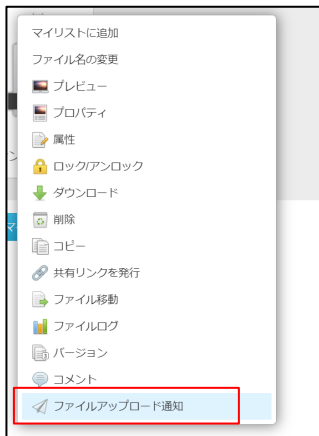 マイリストに追加
ファイル名の変更
プレビュー
プロパティ
属性
ロック/アンロック
ダウンロード
削除
コピー
共有リンクを発行
ファイル移動
ファイルログ
バージョン
コメント
ファイルアップロード通知